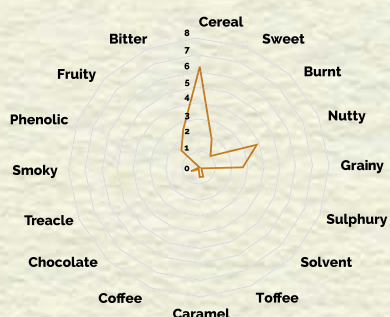 Cereal
Sweet
Burnt
Nutty
Grainy
Sulphury
Solvent
Toffee
Caramel
Coffee
Chocolate
Treacle
Smoky
Phenolic
Fruity
Bitter
8
7
6
5
4
3
2
1
0